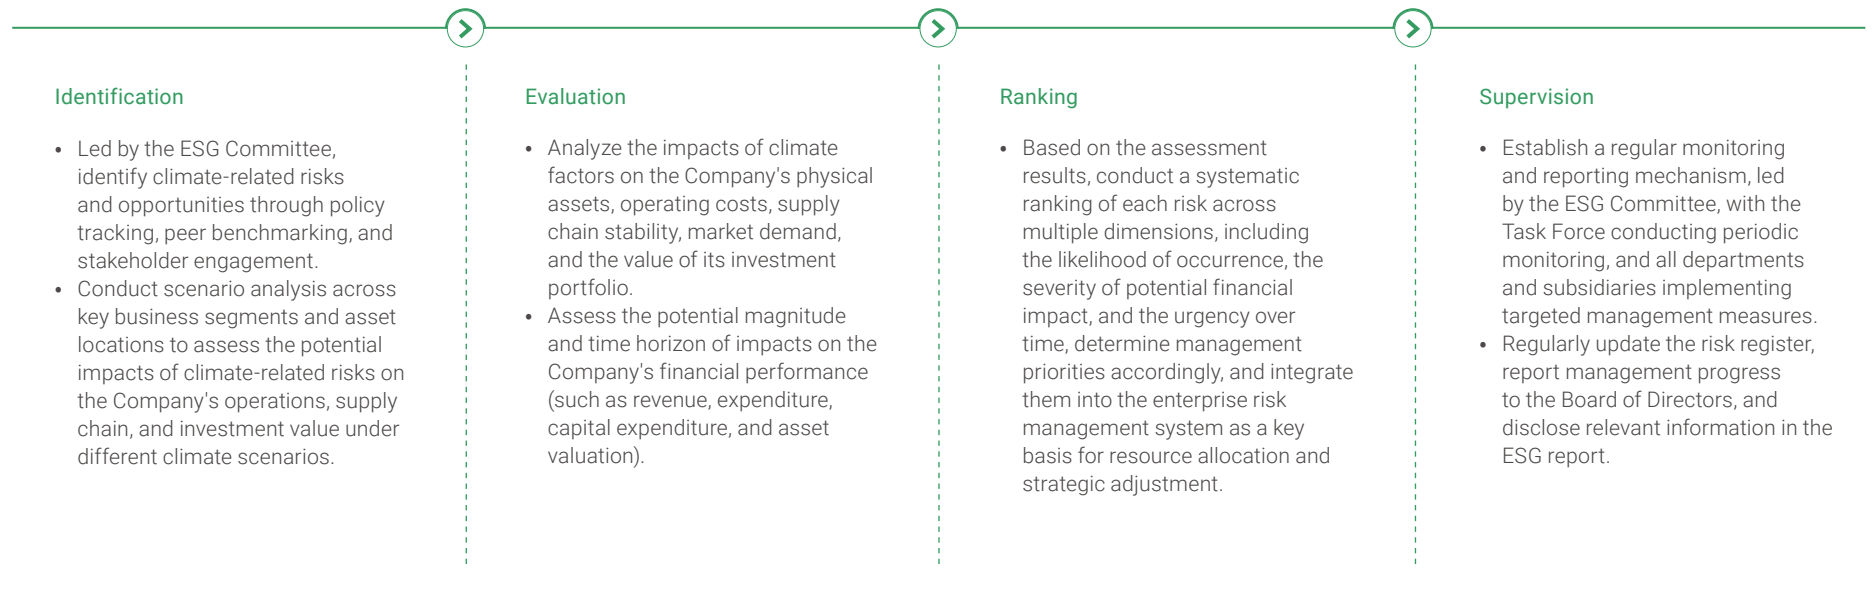 Identification
• Led by the ESG Committee,
identify climate-related risks
and opportunities through policy
tracking, peer benchmarking, and
stakeholder engagement.
• Conduct scenario analysis across
key business segments and asset
locations to assess the potential
impacts of climate-related risks on
the Company's operations, supply
chain, and investment value under
different climate scenarios.
Evaluation
• Analyze the impacts of climate
factors on the Company's physical
assets, operating costs, supply
chain stability, market demand,
and the value of its investment
portfolio.
• Assess the potential magnitude
and time horizon of impacts on the
Company's financial performance
(such as revenue, expenditure,
capital expenditure, and asset
valuation).
Ranking
• Based on the assessment
results, conduct a systematic
ranking of each risk across
multiple dimensions, including
the likelihood of occurrence, the
severity of potential financial
impact, and the urgency over
time, determine management
priorities accordingly, and integrate
them into the enterprise risk
management system as a key
basis for resource allocation and
strategic adjustment.
Supervision
• Establish a regular monitoring
and reporting mechanism, led
by the ESG Committee, with the
Task Force conducting periodic
monitoring, and all departments
and subsidiaries implementing
targeted management measures.
• Regularly update the risk register,
report management progress
to the Board of Directors, and
disclose relevant information in the
ESG report.